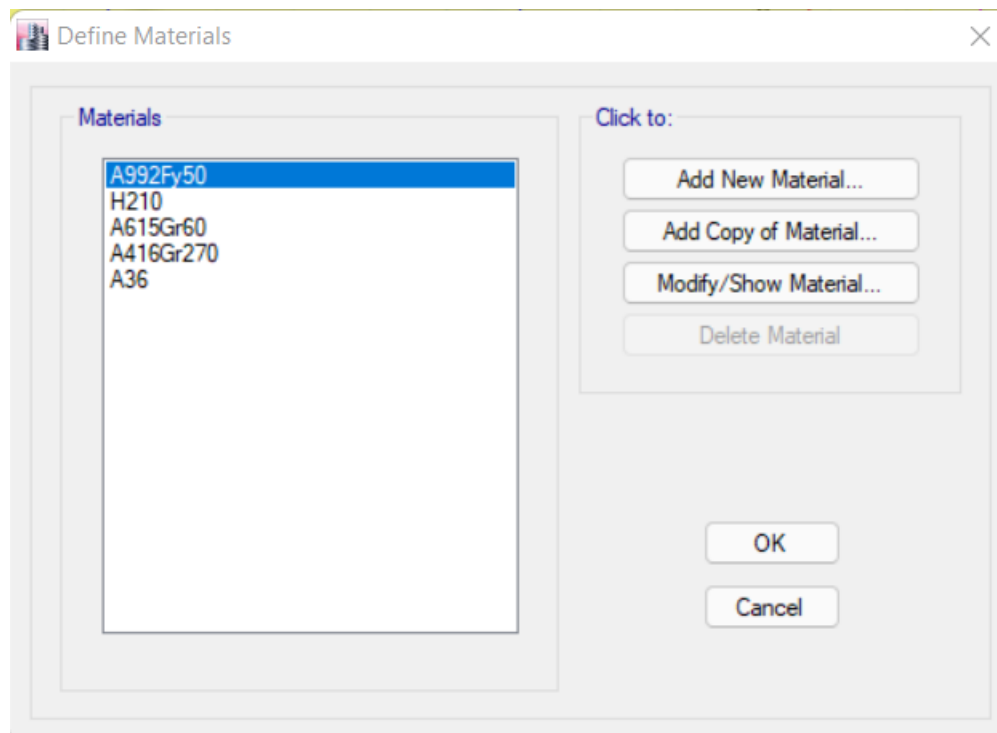 Define Materials
Materials
A992Fy50
H210
A615Gr60
A416Gr270
A36
Click to:
Add New Material...
Add Copy of Material...
Modify/Show Material...
Delete Material
OK
Cancel